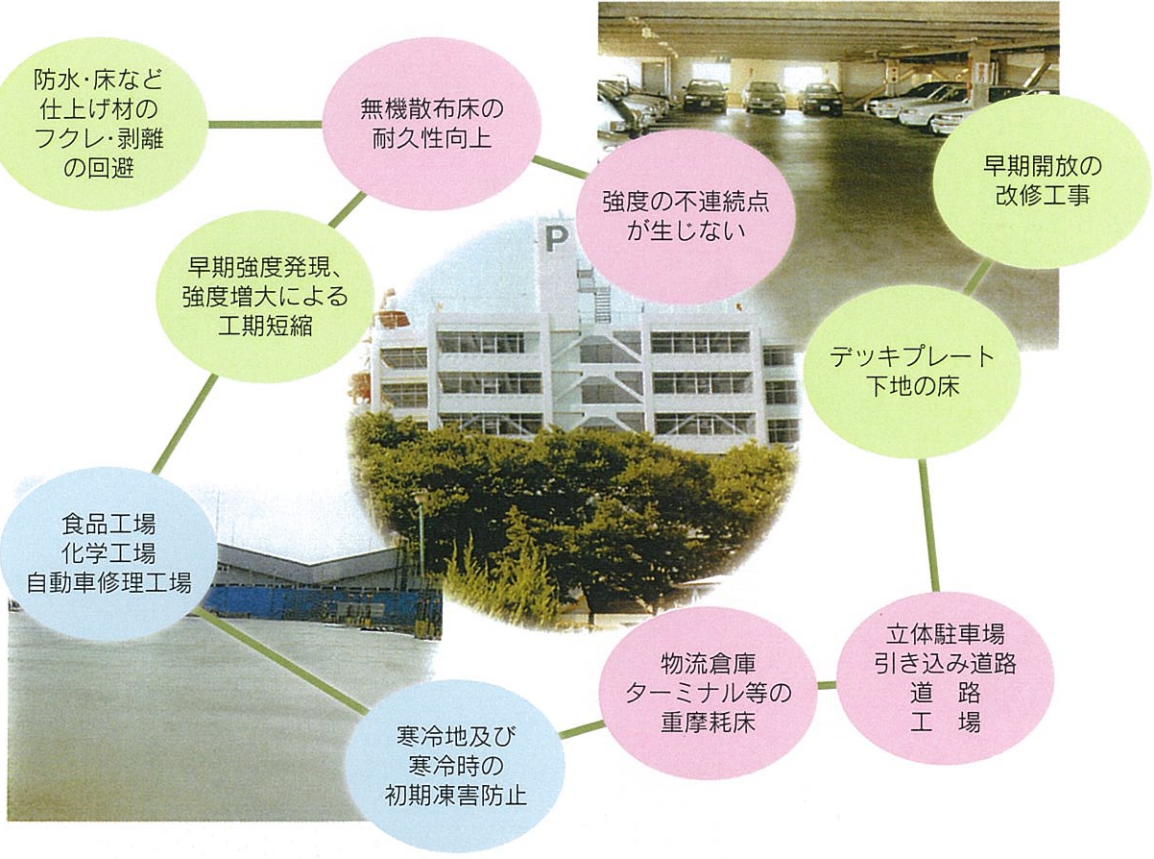 防水・床など
仕上げ材の
フクレ・剥離
の回避
無機散布床の
耐久性向上
強度の不連続点
が生じない
早期開放の
改修工事
P
早期強度発現、
強度増大による
工期短縮
デッキプレート
下地の床
食品工場
化学工場
自動車修理工場
立体駐車場
引き込み道路
道　路
工　場
物流倉庫
ターミナル等の
重摩耗床
寒冷地及び
寒冷時の
初期凍害防止